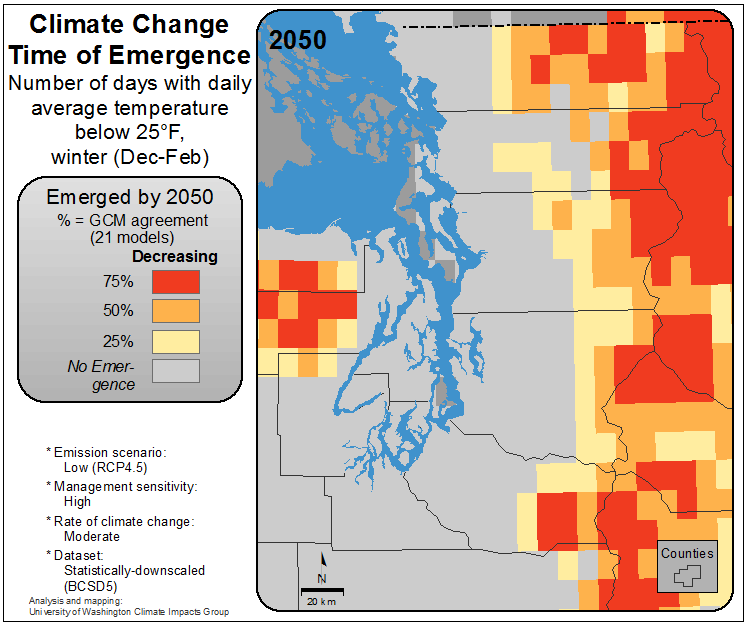 Climate Change
Time of Emergence
Number of days with daily
average temperature
below 25°F,
winter (Dec-Feb)
Emerged by 2050
% = GCM agreement
(21 models)
Decreasing
75%
50%
25%
No Emer-
gence
* Emission scenario:
Low (RCP4.5)
* Management sensitivity:
High
* Rate of climate change:
Moderate
* Dataset:
Statistically-downscaled
(BCSD5)
Analysis and mapping:
University of Washington Climate Impacts Group
2050
N
20 km
Counties